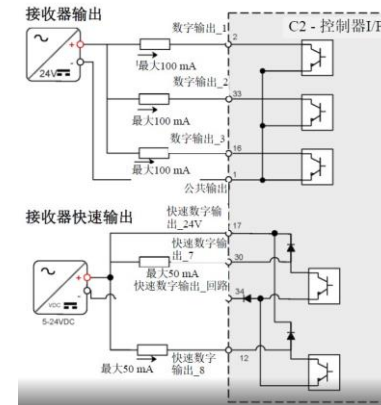 接收器输出
C2 - 控制器I/F
数字输出_1
2
+
-
24V
最大100 mA
数字输出_2
33
最大100 mA
数字输出_3
16
最大100 mA
1
公共输出
接收器快速输出
快速数字输
出_24V
17
快速数字输
出_7
30
+
-
VDC
最大50 mA
快速数字输出_回路
34
5-24VDC
最大50 mA
快速数字
输出_8
12